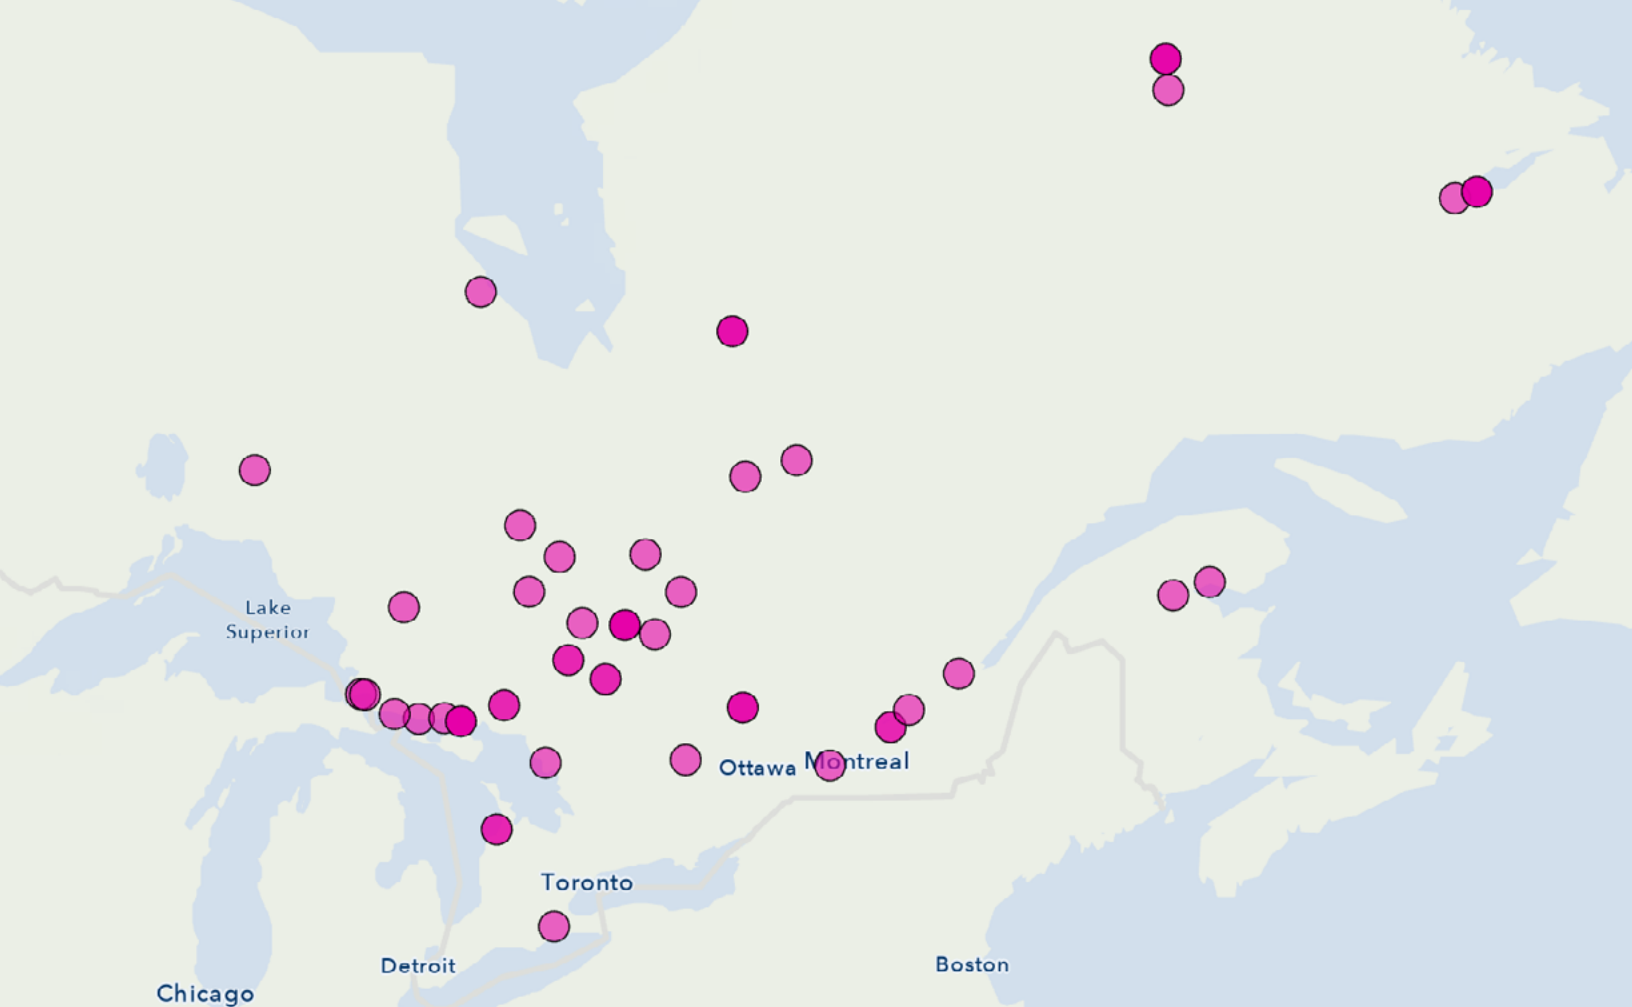 Lake
Superior
Ottawa
Montreal
Toronto
Detroit
Boston
Chicago